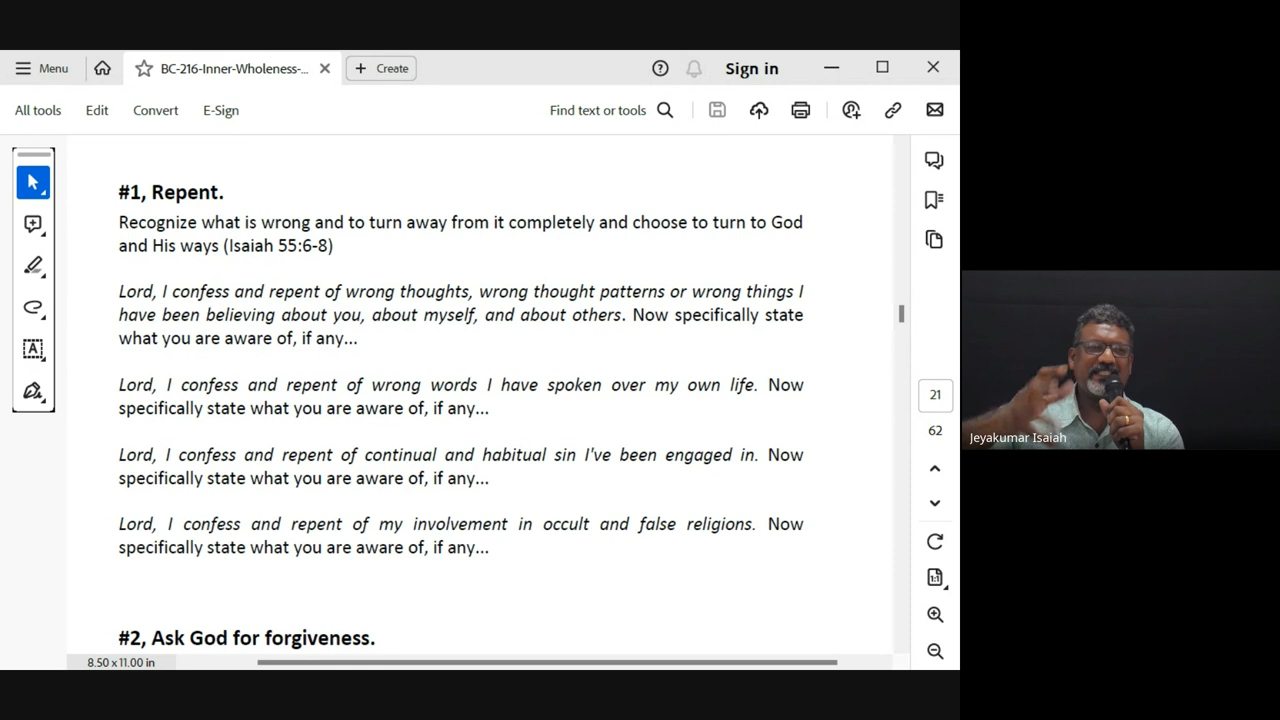 Menu
BC-216-Inner-Wholeness-...
Create
Sign in
All tools
Edit
Convert
E-Sign
Find text or tools
#1, Repent.
Recognize what is wrong and to turn away from it completely and choose to turn to God
and His ways (Isaiah 55:6-8)
Lord, I confess and repent of wrong thoughts, wrong thought patterns or wrong things I
have been believing about you, about myself, and about others. Now specifically state
what you are aware of, if any...
Lord, I confess and repent of wrong words I have spoken over my own life. Now
specifically state what you are aware of, if any...
Lord, I confess and repent of continual and habitual sin I've been engaged in. Now
specifically state what you are aware of, if any...
Lord, I confess and repent of my involvement in occult and false religions. Now
specifically state what you are aware of, if any...
#2, Ask God for forgiveness.
8.50 x 11.00 in
21
62
1:1
Jeyakumar Isaiah